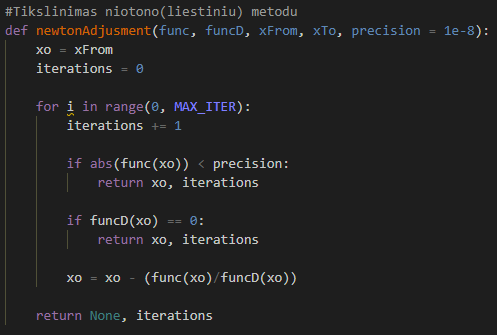 #Tikslinimas niotono(liestiniu) metodu
def newtonAdjusment(func, funcD, xFrom, xTo, precision = 1e-8):
    xo = xFrom
    iterations = 0
    for i in range(0, MAX_ITER):
        iterations += 1
        if abs(func(xo)) < precision:
            return xo, iterations
        if funcD(xo) == 0:
            return xo, iterations
        xo = xo - (func(xo)/funcD(xo))
    return None, iterations